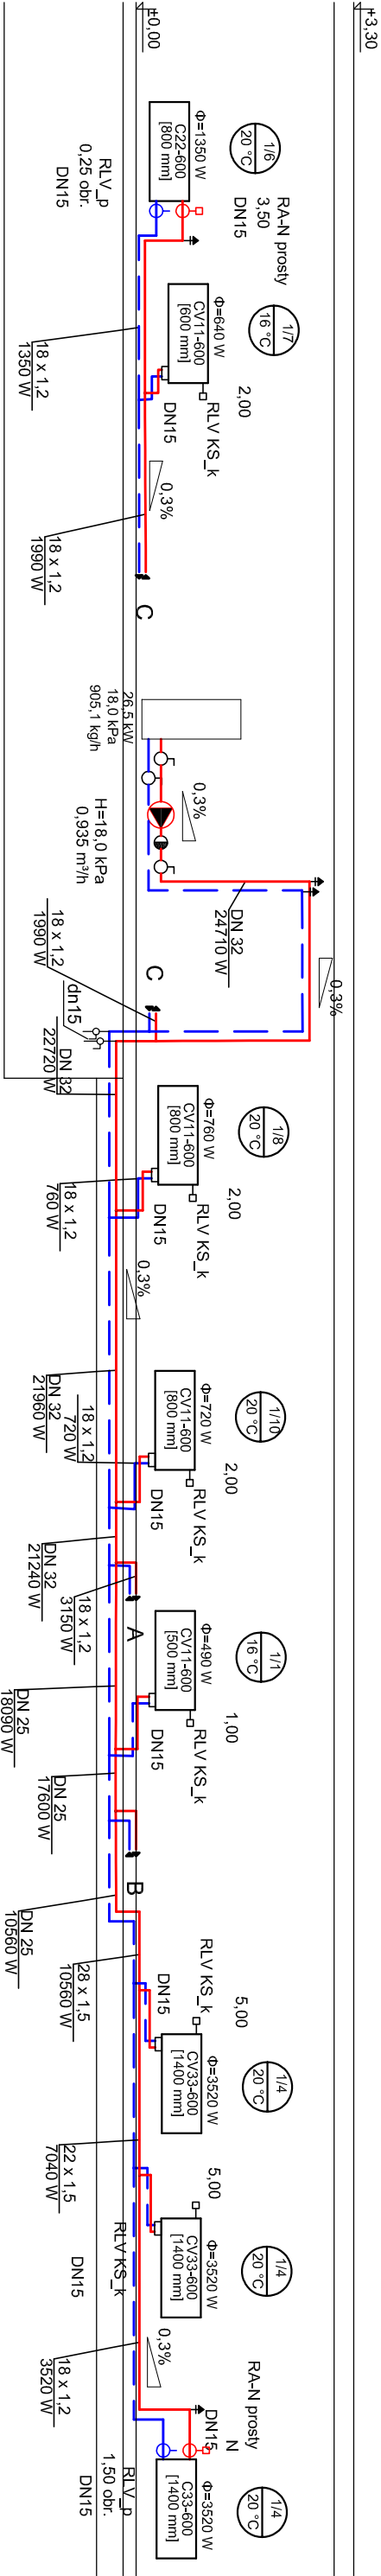 +3,30
±0,00
1/6
20 °C
RA-N prosty
3,50
DN15
Φ=1350 W
C22-600
[800 mm]
RLV_p
0,25 obr.
DN15
1/7
16 °C
Φ=640 W
CV11-600
[600 mm]
2,00
RLV KS_k
DN15
18 x 1,2
1350 W
0,3%
18 x 1,2
1990 W
C
26,5 kW
18,0 kPa
905,1 kg/h
0,3%
H=18,0 kPa
0,935 m³/h
DN 32
24710 W
0,3%
18 x 1,2
1990 W
C
dn15
DN 32
22720 W
1/8
20 °C
Φ=760 W
CV11-600
[800 mm]
2,00
RLV KS_k
DN15
18 x 1,2
760 W
0,3%
1/10
20 °C
Φ=720 W
CV11-600
[800 mm]
2,00
RLV KS_k
DN15
DN 32
21960 W
18 x 1,2
720 W
DN 32
21240 W
18 x 1,2
3150 W
A
1/1
16 °C
Φ=490 W
CV11-600
[500 mm]
1,00
RLV KS_k
DN15
DN 25
18090 W
DN 25
17600 W
B
DN 25
10560 W
28 x 1,5
10560 W
RLV KS_k
DN15
5,00
1/4
20 °C
Φ=3520 W
CV33-600
[1400 mm]
22 x 1,5
7040 W
5,00
1/4
20 °C
Φ=3520 W
CV33-600
[1400 mm]
RLV KS_k
DN15
0,3%
18 x 1,2
3520 W
RA-N prosty
N
DN15
1/4
20 °C
Φ=3520 W
C33-600
[1400 mm]
RLV_p
1,50 obr.
DN15